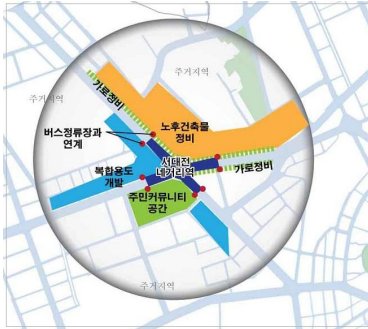 주거지역
주거지역
가로정비
노후건축물
정비
버스정류장과
연계
서대전
네거리역
가로정비
복합용도
개발
주민커뮤니티
공간
주거지역